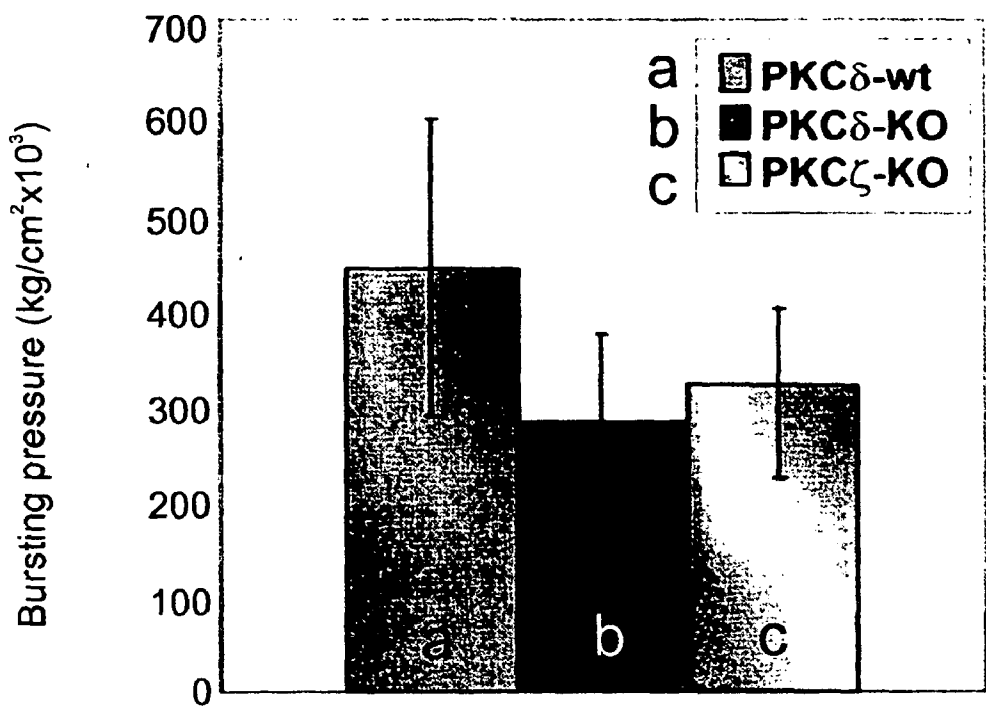 Bursting pressure (kg/cm²x10³)
700
600
500
400
300
200
100
0
a PKCδ-wt
b PKCδ-KO
c PKCζ-KO
a b c